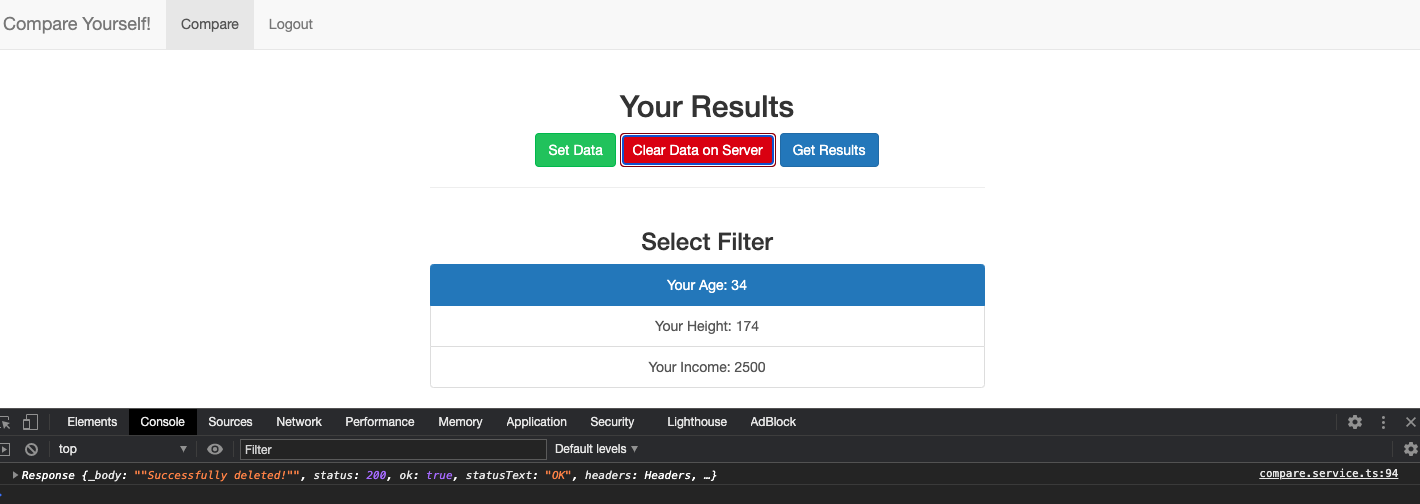 Compare Yourself! Compare Logout
Your Results
Set Data Clear Data on Server Get Results
Select Filter
Your Age: 34
Your Height: 174
Your Income: 2500
Elements Console Sources Network Performance Memory Application Security Lighthouse AdBlock
top Filter Default levels
Response {_body: ""Successfully deleted!"", status: 200, ok: true, statusText: "OK", headers: Headers, …} compare.service.ts:94